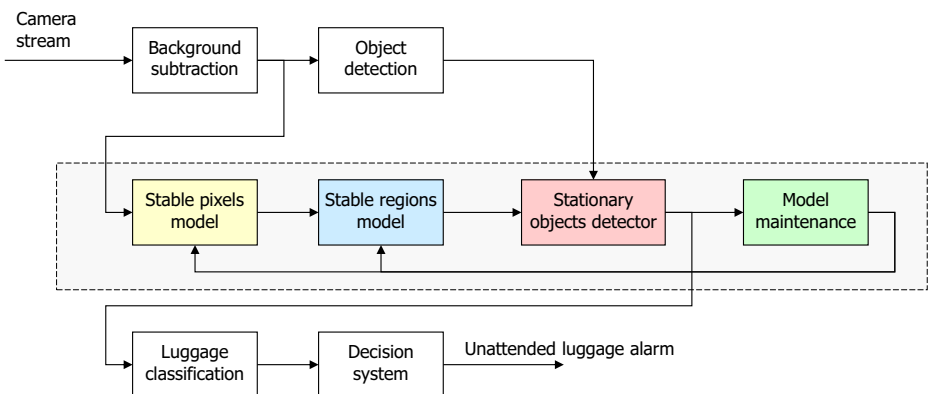 Camera
stream
Background
subtraction
Object
detection
Stable pixels
model
Stable regions
model
Stationary
objects detector
Model
maintenance
Luggage
classification
Decision
system
Unattended luggage alarm